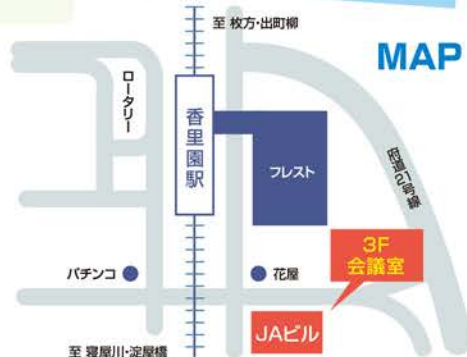 至 枚方・出町柳
MAP
ロータリー
香里園駅
フレスト
府道21号線
3F
会議室
パチンコ
花屋
JAビル
至 寝屋川・淀屋橋